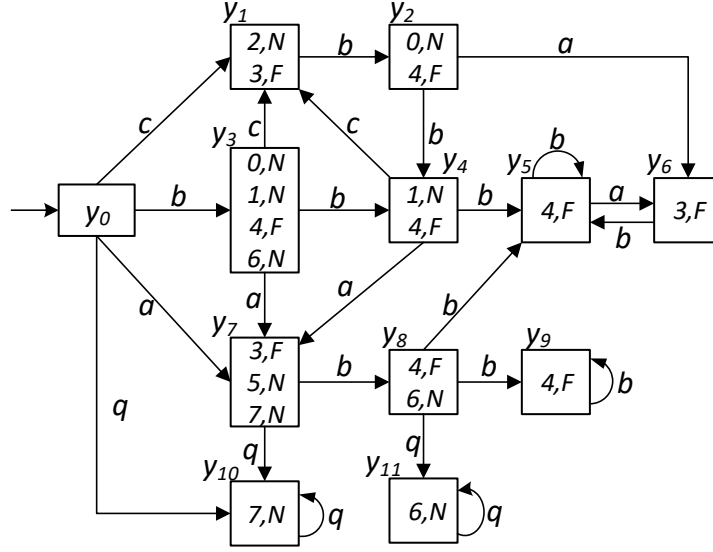 y1
y2
2,N
3,F
b
0,N
4,F
a
c
y3
c
c
b
0,N
1,N
4,F
6,N
y4
y5
b
y6
y0
b
b
1,N
4,F
b
4,F
a
b
3,F
a
y7
a
a
b
y8
y9
3,F
5,N
7,N
b
4,F
6,N
b
4,F
b
q
q
q
y10
y11
7,N
q
6,N
q